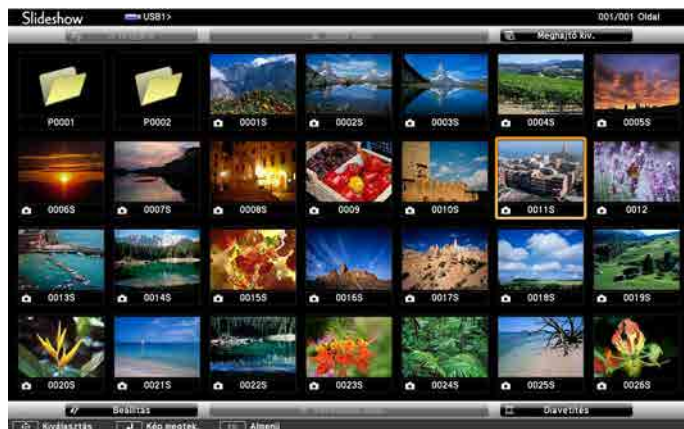 Slideshow USB1> 001/001 Oldal
Meghajtó kiv.
P0001 P0002 0001S 0002S 0003S 0004S 0005S
0006S 0007S 0008S 0009 0010S 0011S 0012
0013S 0014S 0015S 0016S 0017S 0018S 0019S
0020S 0021S 0022S 0023S 0024S 0025S 0026S
Beállítás Diavetítés
Kiválasztás Kép megtek. Almenü